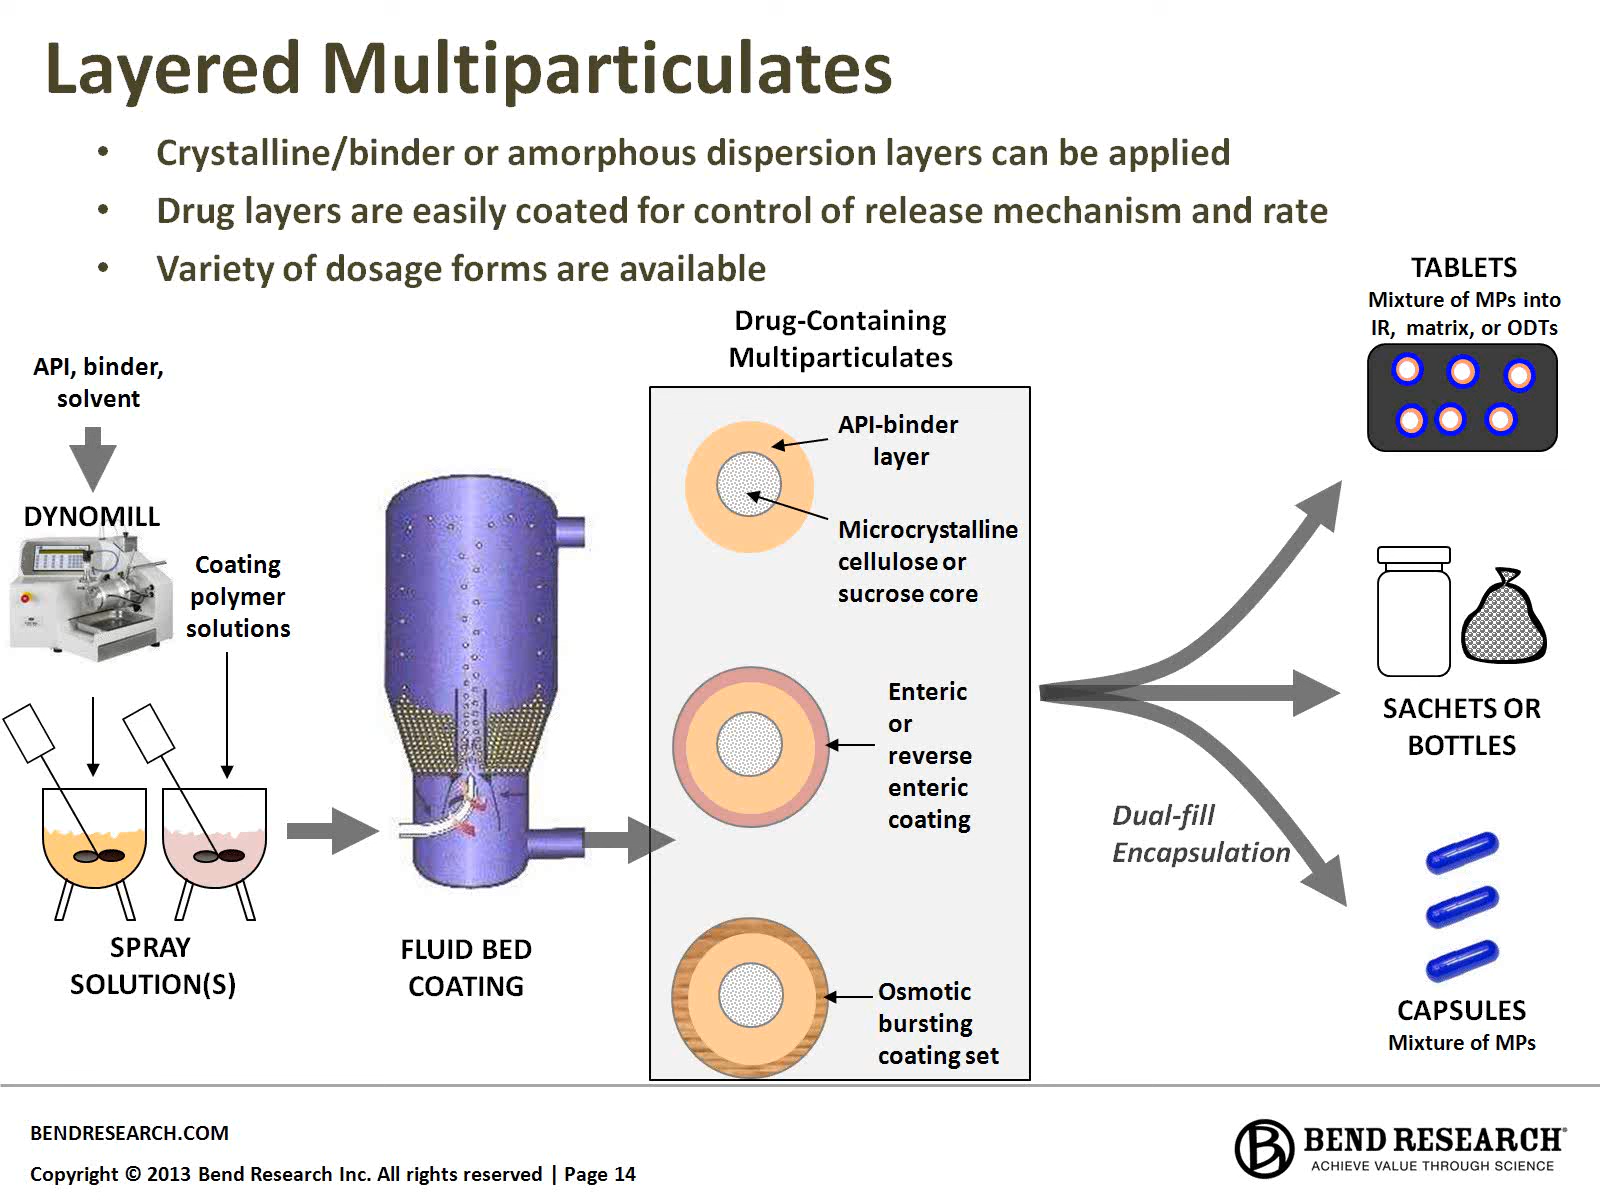 Layered Multiparticulates
• Crystalline/binder or amorphous dispersion layers can be applied
• Drug layers are easily coated for control of release mechanism and rate
• Variety of dosage forms are available
API, binder,
solvent
DYNOMILL
Coating
polymer
solutions
SPRAY
SOLUTION(S)
FLUID BED
COATING
Drug-Containing
Multiparticulates
API-binder
layer
Microcrystalline
cellulose or
sucrose core
Enteric
or
reverse
enteric
coating
Osmotic
bursting
coating set
Dual-fill
Encapsulation
TABLETS
Mixture of MPs into
IR, matrix, or ODTs
SACHETS OR
BOTTLES
CAPSULES
Mixture of MPs
BENDRESEARCH.COM
Copyright © 2013 Bend Research Inc. All rights reserved | Page 14
BEND RESEARCH®
ACHIEVE VALUE THROUGH SCIENCE